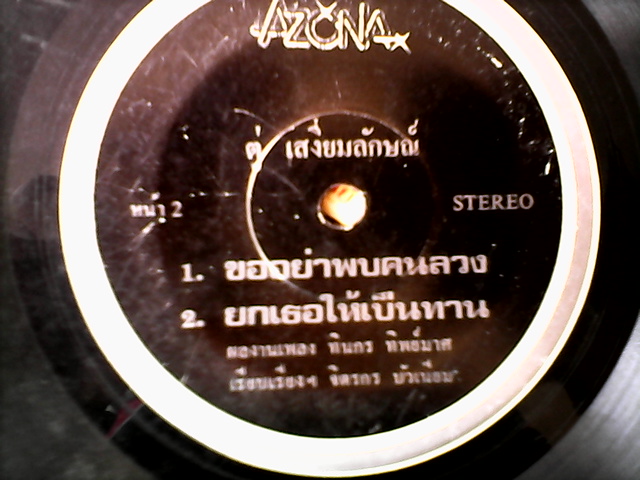 AZONA
ตุ่ เสงี่ยมลักษณ์
หน้า 2
STEREO
1. ขออย่าพบคนลวง
2. ยกเธอให้เป็นทาน
ผลงานเพลง ทินกร ทิพย์มาศ
เรียบเรียงฯ จิตรกร บัวเนียม